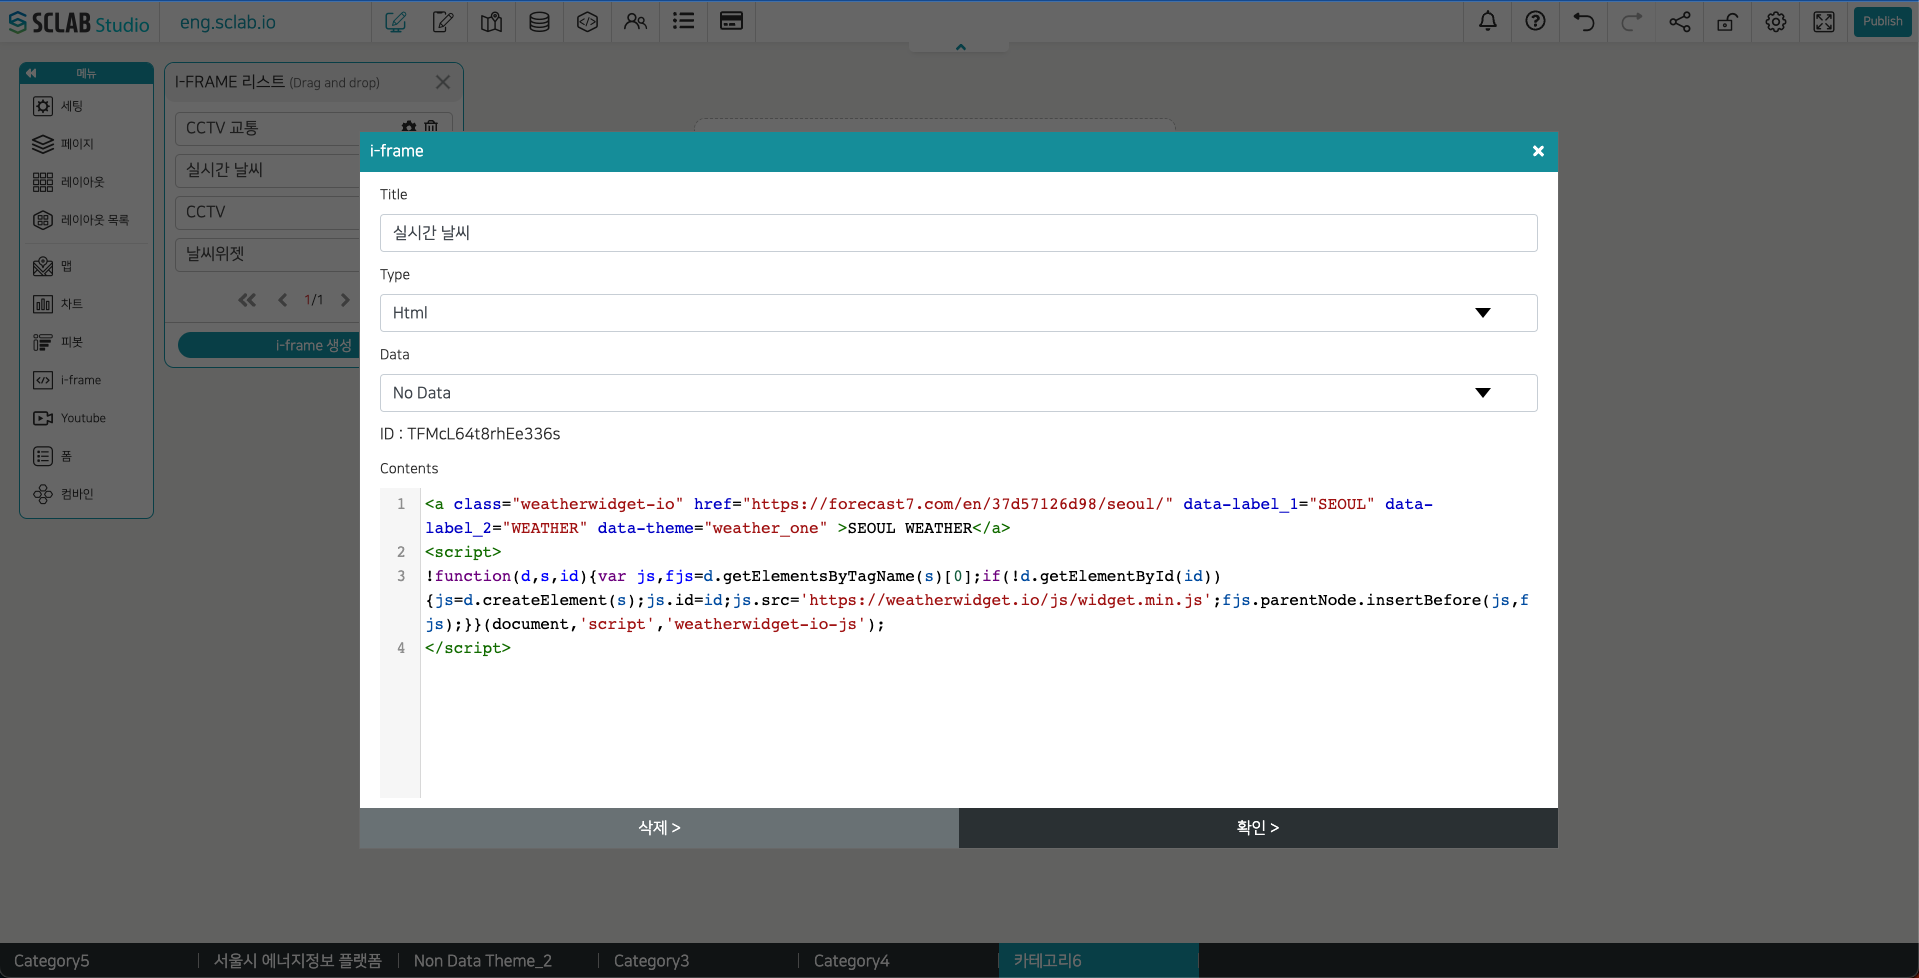 SCLAB Studio
eng.sclab.io
Publish
메뉴
세팅
페이지
레이아웃
레이아웃 목록
맵
차트
피봇
i-frame
Youtube
폼
컴바인
I-FRAME 리스트 (Drag and drop)
CCTV 교통
실시간 날씨
CCTV
날씨위젯
1/1
i-frame 생성
i-frame
Title
실시간 날씨
Type
Html
Data
No Data
ID : TFMcL64t8rhEe336s
Contents
1 <a class="weatherwidget-io" href="https://forecast7.com/en/37d57126d98/seoul/" data-label_1="SEOUL" data-
label_2="WEATHER" data-theme="weather_one" >SEOUL WEATHER</a>
2 <script>
3 !function(d,s,id){var js,fjs=d.getElementsByTagName(s)[0];if(!d.getElementById(id))
{js=d.createElement(s);js.id=id;js.src='https://weatherwidget.io/js/widget.min.js';fjs.parentNode.insertBefore(js,f
js);}}(document,'script','weatherwidget-io-js');
4 </script>
삭제 >
확인 >
Category5
서울시 에너지정보 플랫폼
Non Data Theme_2
Category3
Category4
카테고리6